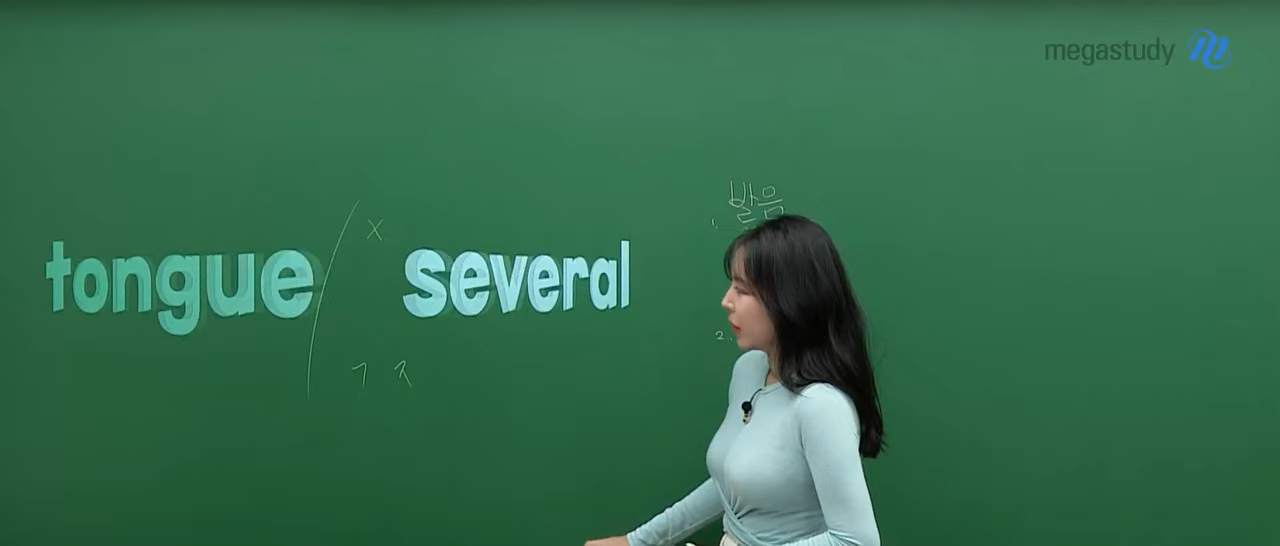 megastudy
발음
1.
x
tongue / several
2.
ㄱ ㅈ